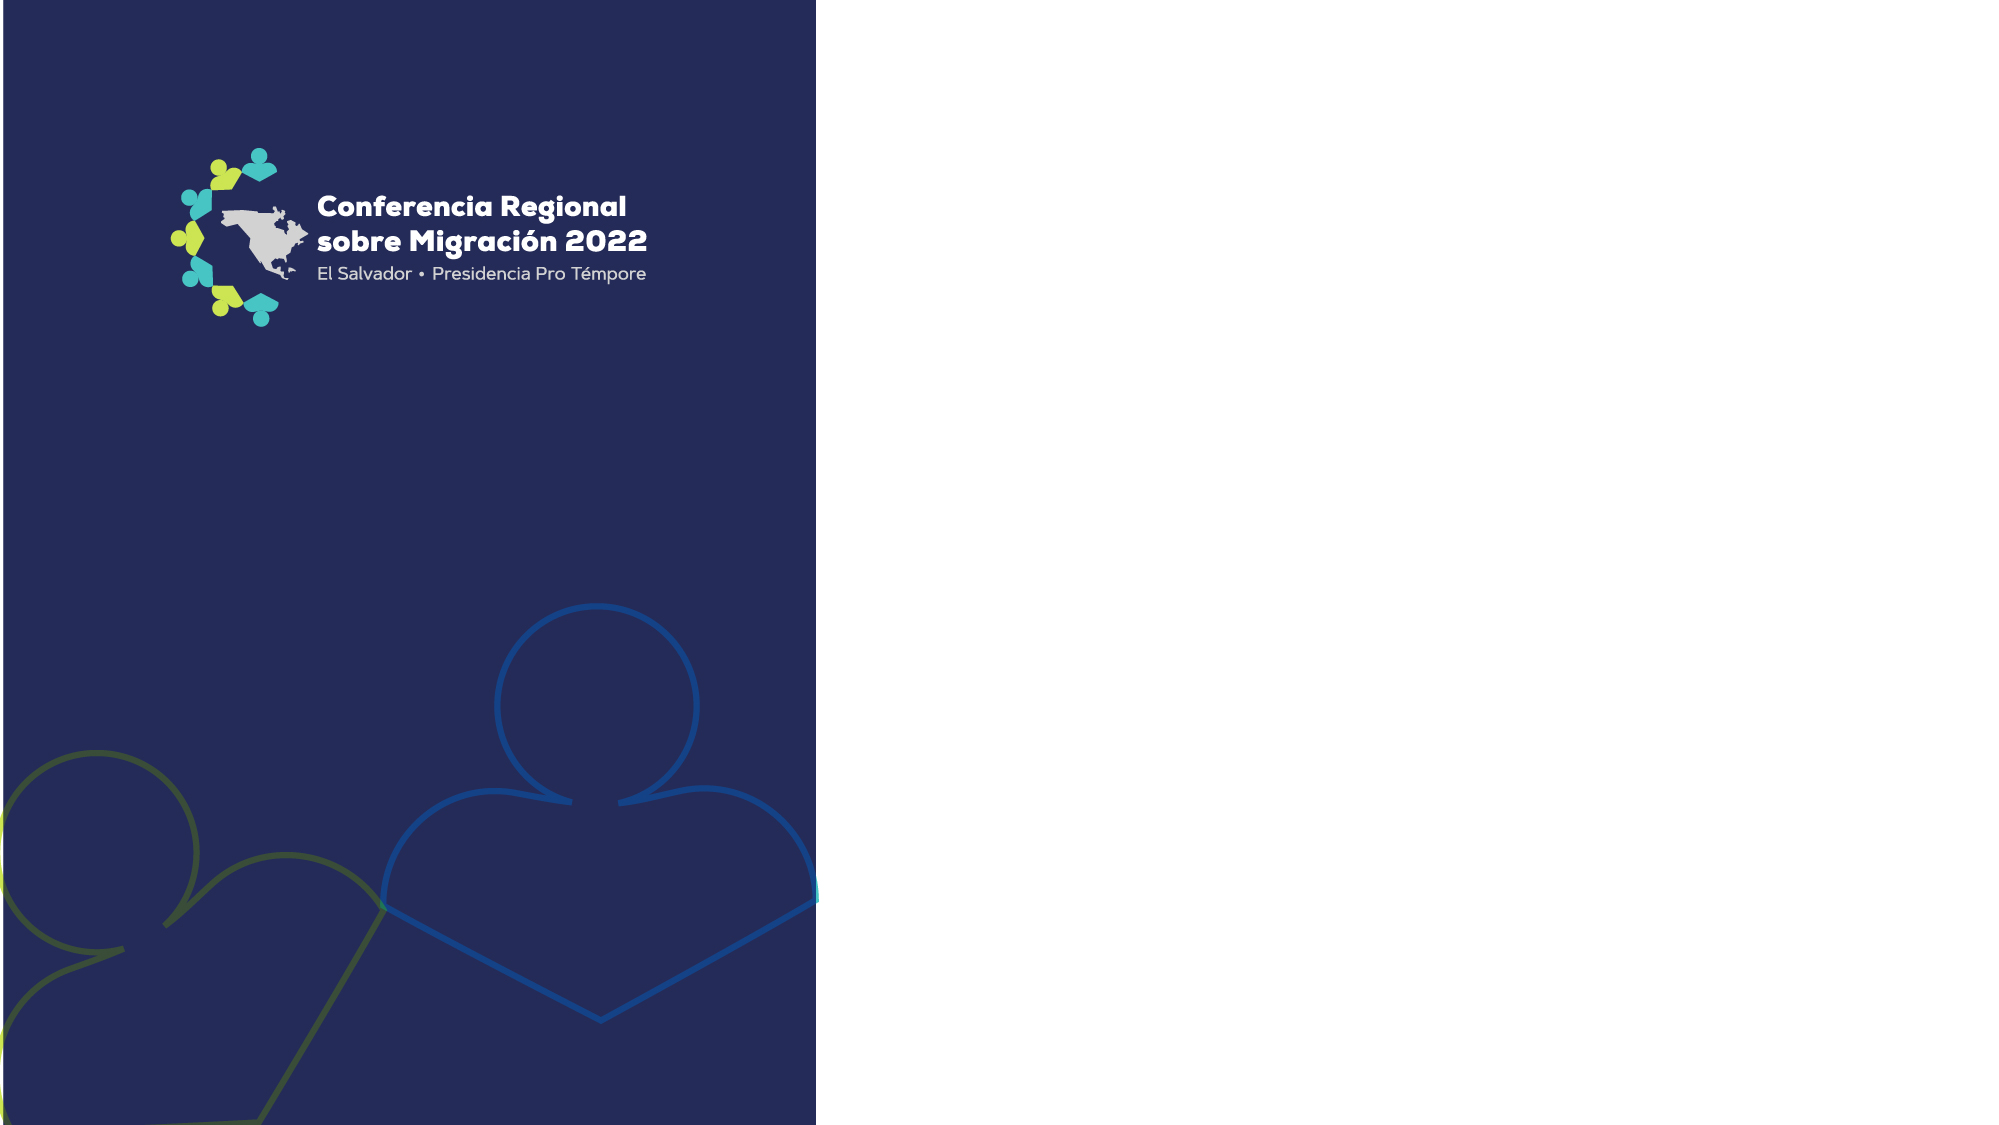 Conferencia Regional
sobre Migración 2022
El Salvador • Presidencia Pro Témpore